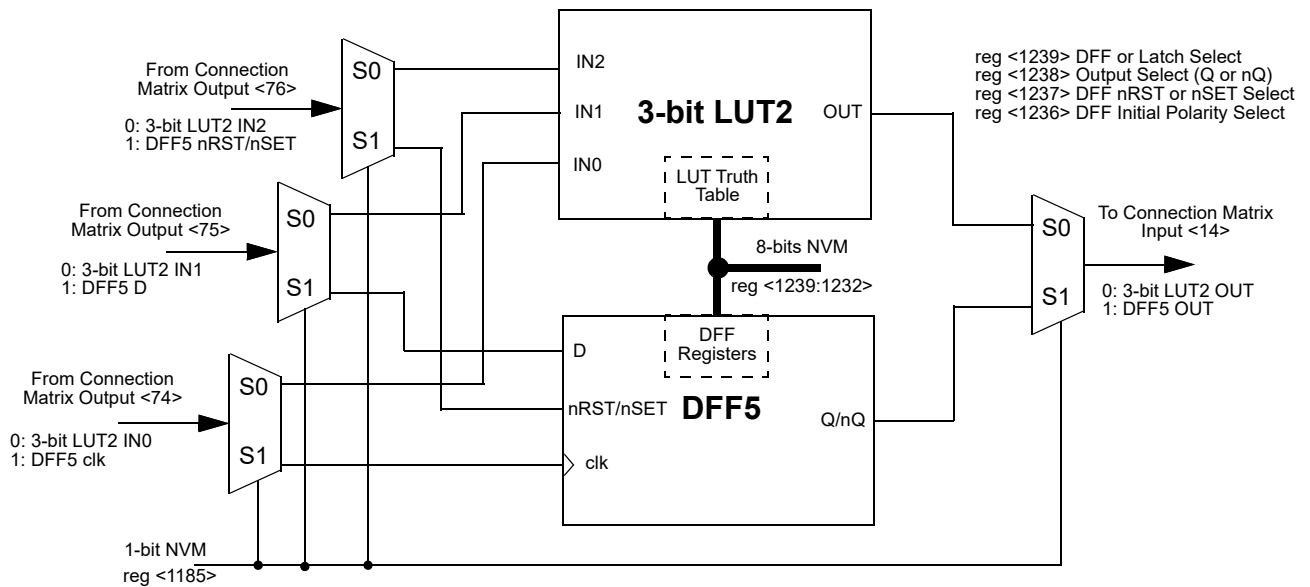 From Connection
Matrix Output <76>
0: 3-bit LUT2 IN2
1: DFF5 nRST/nSET
S0
S1
From Connection
Matrix Output <75>
0: 3-bit LUT2 IN1
1: DFF5 D
S0
S1
From Connection
Matrix Output <74>
0: 3-bit LUT2 IN0
1: DFF5 clk
S0
S1
1-bit NVM
reg <1185>
IN2
IN1
IN0
3-bit LUT2
OUT
LUT Truth
Table
8-bits NVM
reg <1239:1232>
DFF
Registers
D
nRST/nSET
clk
DFF5
Q/nQ
reg <1239> DFF or Latch Select
reg <1238> Output Select (Q or nQ)
reg <1237> DFF nRST or nSET Select
reg <1236> DFF Initial Polarity Select
S0
S1
To Connection Matrix
Input <14>
0: 3-bit LUT2 OUT
1: DFF5 OUT